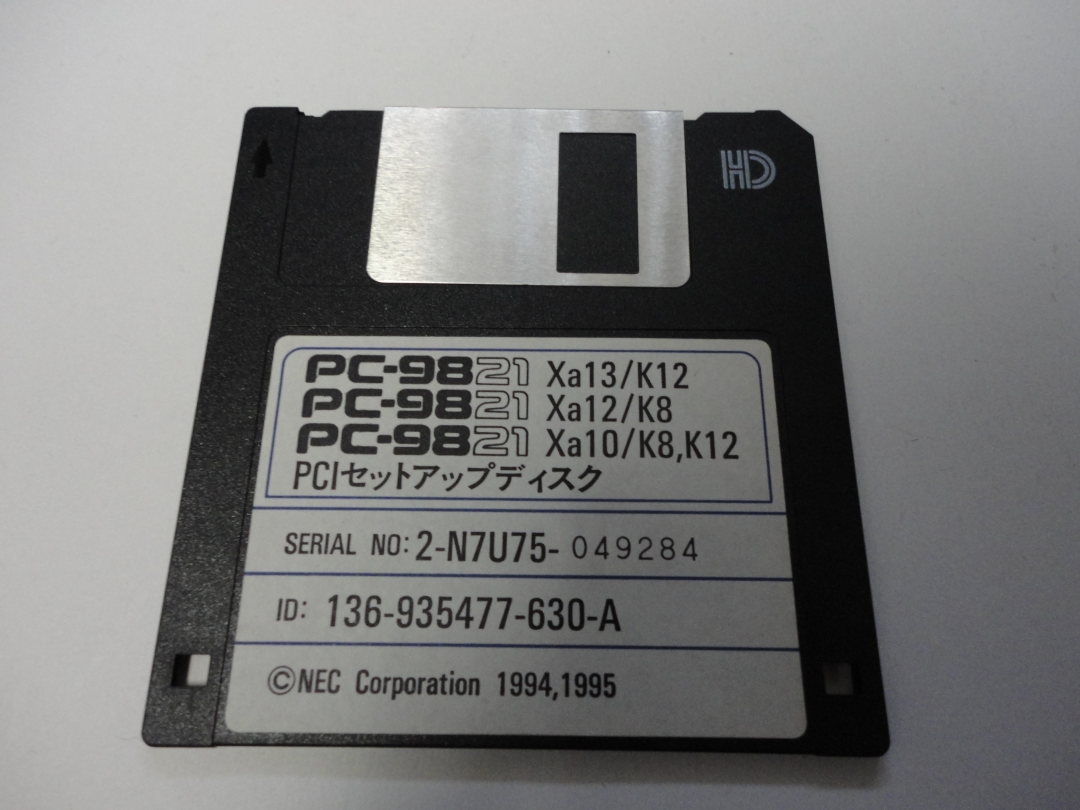 HD
PC-9821 Xa13/K12
PC-9821 Xa12/K8
PC-9821 Xa10/K8,K12
PCIセットアップディスク
SERIAL NO: 2-N7U75- 049284
ID: 136-935477-630-A
©NEC Corporation 1994,1995